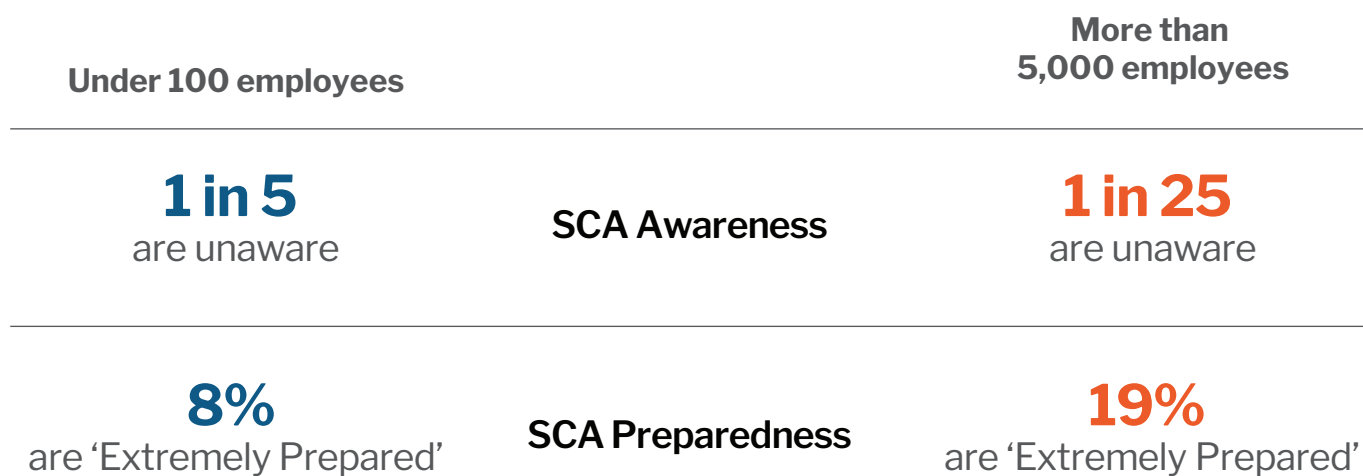 Under 100 employees
More than
5,000 employees
1 in 5
are unaware
SCA Awareness
1 in 25
are unaware
8%
are ‘Extremely Prepared’
SCA Preparedness
19%
are ‘Extremely Prepared’